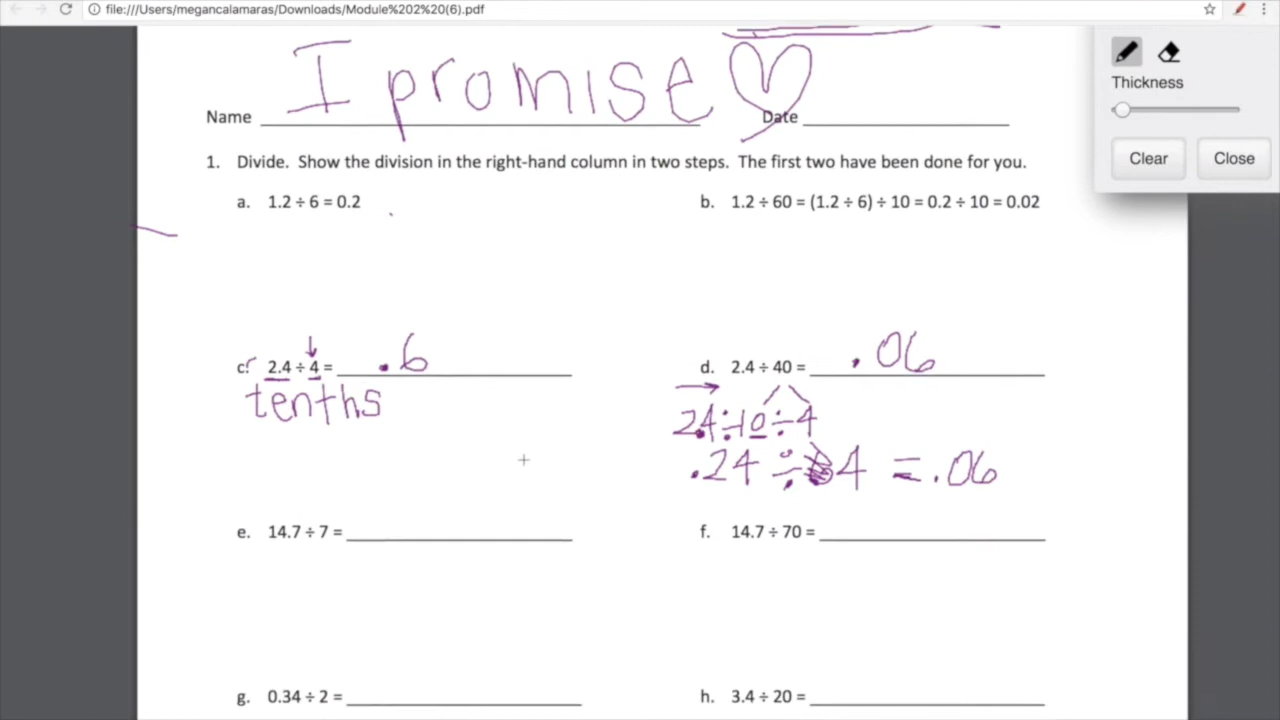 file:///Users/megancalamaras/Downloads/Module%202%20(6).pdf
Thickness
Clear Close
I promise
Name Date
1. Divide. Show the division in the right-hand column in two steps. The first two have been done for you.
a. 1.2 ÷ 6 = 0.2
b. 1.2 ÷ 60 = (1.2 ÷ 6) ÷ 10 = 0.2 ÷ 10 = 0.02
c. 2.4 ÷ 4 = .6
tenths
d. 2.4 ÷ 40 = .06
2.4 ÷ 10 ÷ 4
.24 ÷ 4 = .06
e. 14.7 ÷ 7 =
f. 14.7 ÷ 70 =
g. 0.34 ÷ 2 =
h. 3.4 ÷ 20 =